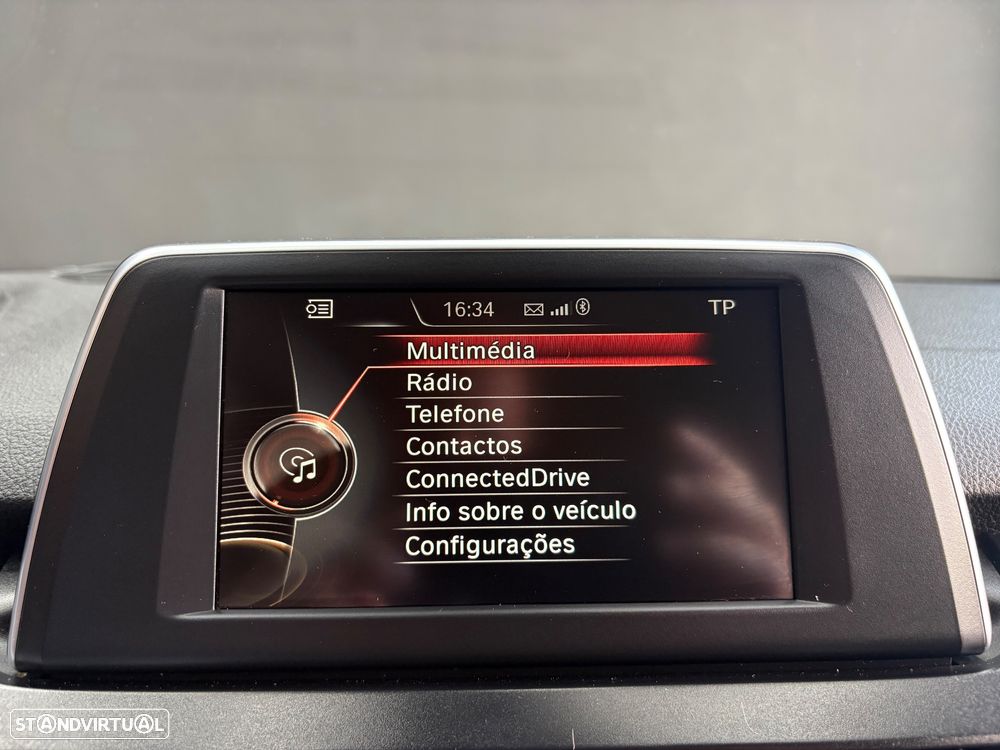 16:34
TP
Multimédia
Rádio
Telefone
Contactos
ConnectedDrive
Info sobre o veículo
Configurações
STANDVIRTUAL